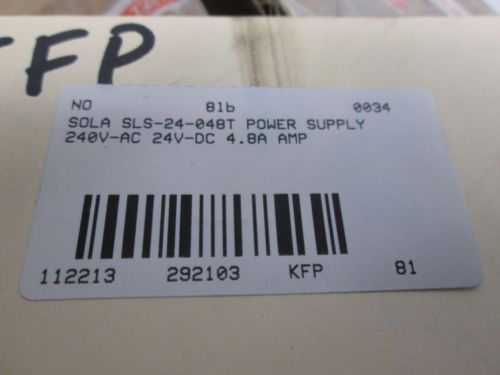 FP
NO 81b 0034
SOLA SLS-24-048T POWER SUPPLY
240V-AC 24V-DC 4.8A AMP
112213 292103 KFP 81